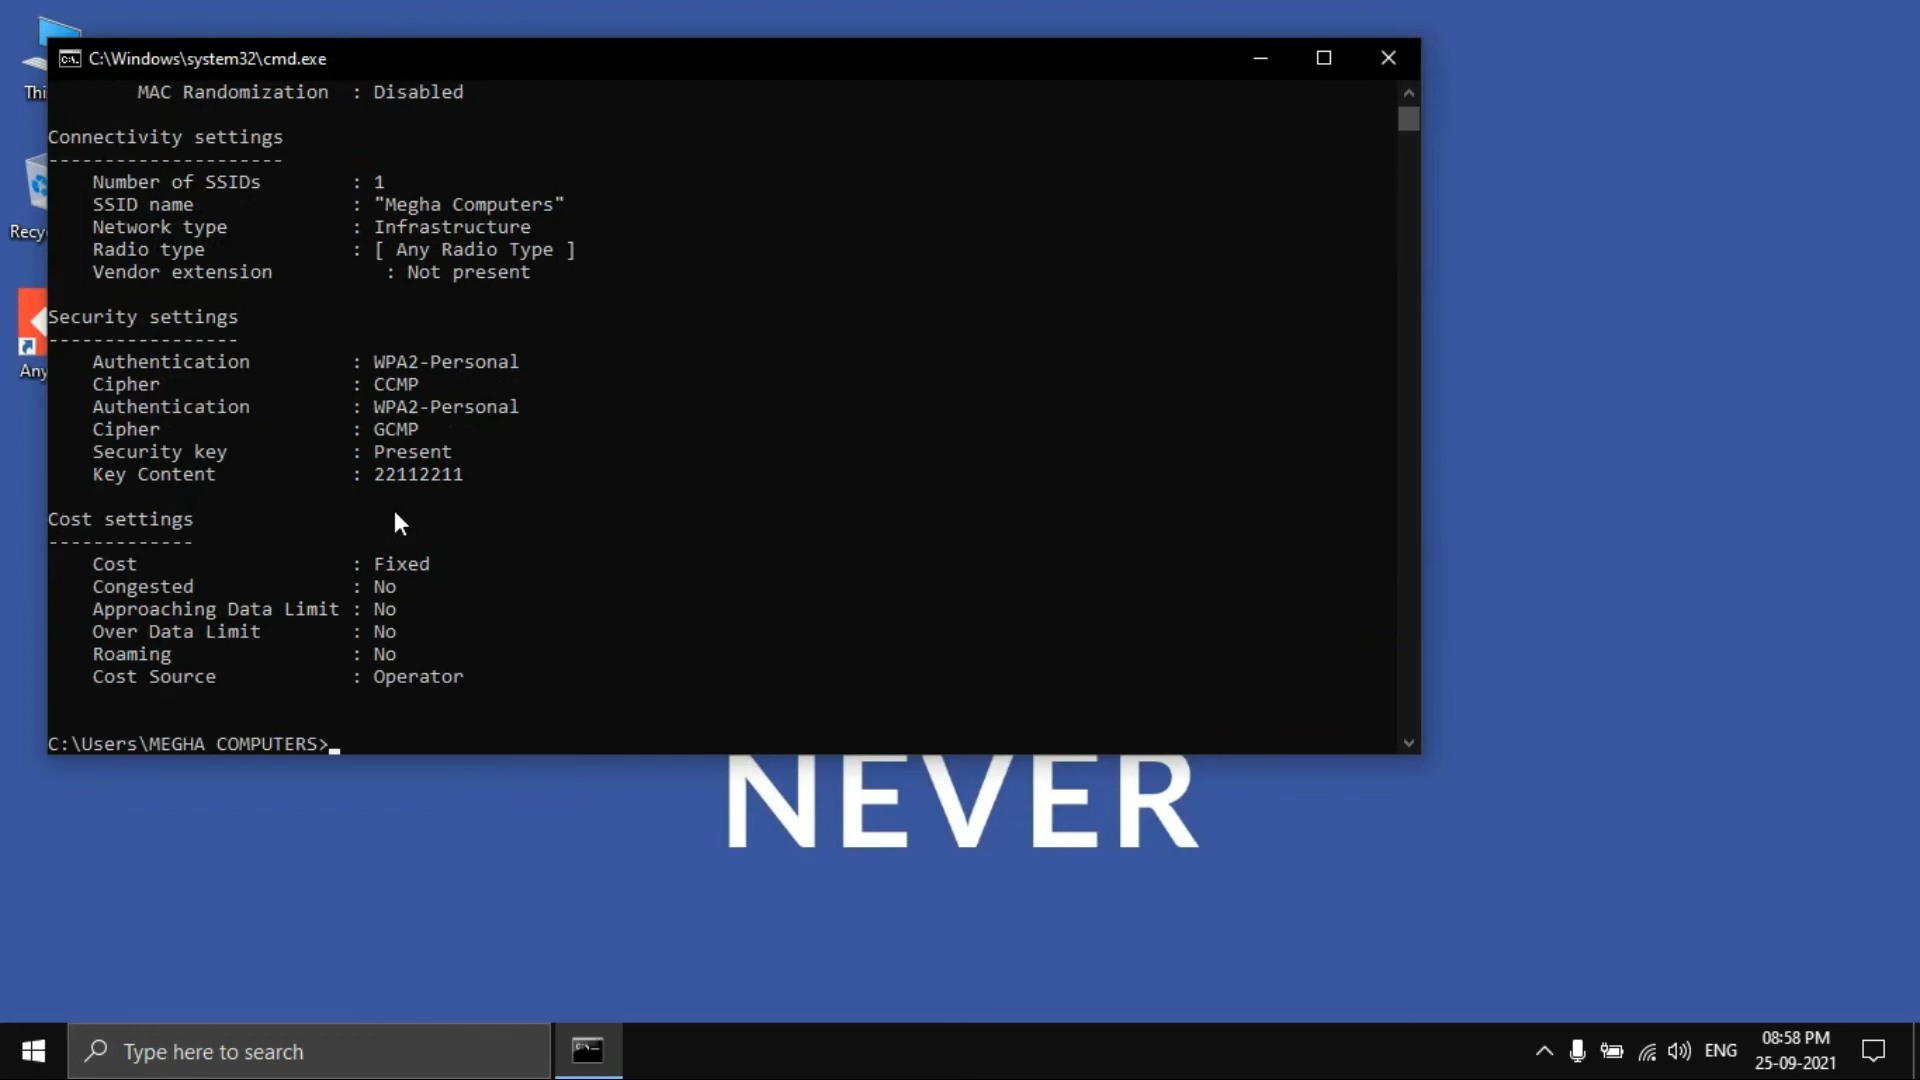 C:\Windows\system32\cmd.exe
MAC Randomization : Disabled
Connectivity settings
---------------------
Number of SSIDs : 1
SSID name : "Megha Computers"
Network type : Infrastructure
Radio type : [ Any Radio Type ]
Vendor extension : Not present
Security settings
-----------------
Authentication : WPA2-Personal
Cipher : CCMP
Authentication : WPA2-Personal
Cipher : GCMP
Security key : Present
Key Content : 22112211
Cost settings
-------------
Cost : Fixed
Congested : No
Approaching Data Limit : No
Over Data Limit : No
Roaming : No
Cost Source : Operator
C:\Users\MEGHA COMPUTERS>
Thi
Recy
Any
NEVER
Type here to search
ENG
08:58 PM
25-09-2021